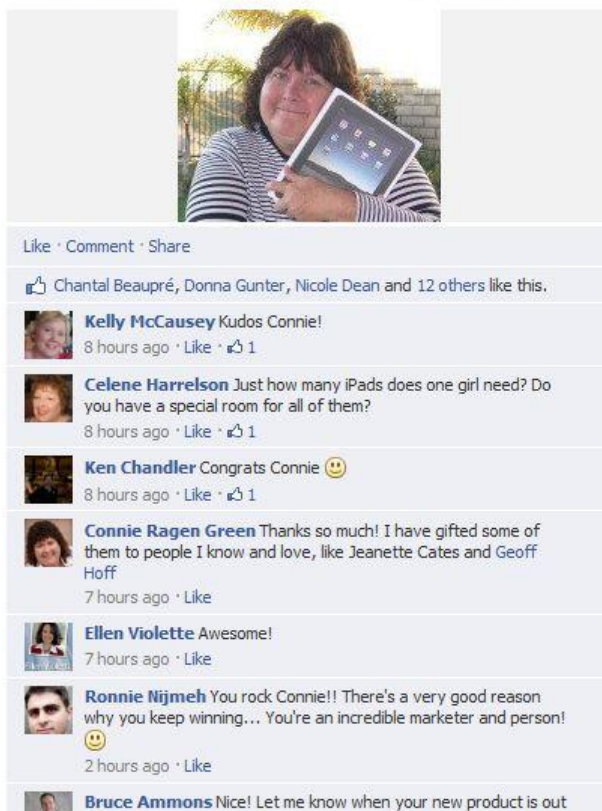 Like · Comment · Share
Chantal Beaupré, Donna Gunter, Nicole Dean and 12 others like this.
Kelly McCausey Kudos Connie!
8 hours ago · Like · 1
Celene Harrelson Just how many iPads does one girl need? Do
you have a special room for all of them?
8 hours ago · Like · 1
Ken Chandler Congrats Connie
8 hours ago · Like · 1
Connie Ragen Green Thanks so much! I have gifted some of
them to people I know and love, like Jeanette Cates and Geoff
Hoff
7 hours ago · Like
Ellen Violette Awesome!
7 hours ago · Like
Ronnie Nijmeh You rock Connie!! There's a very good reason
why you keep winning... You're an incredible marketer and person!
2 hours ago · Like
Bruce Ammons Nice! Let me know when your new product is out